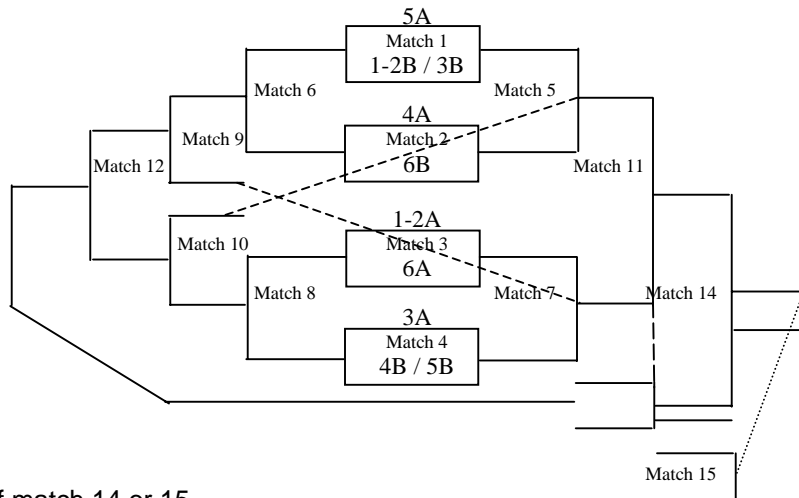 5A
Match 1
1-2B / 3B
Match 6
Match 5
4A
Match 2
6B
Match 9
Match 12
Match 11
1-2A
Match 3
6A
Match 10
Match 8
Match 7
Match 14
3A
Match 4
4B / 5B
Match 15
f match 14 or 15